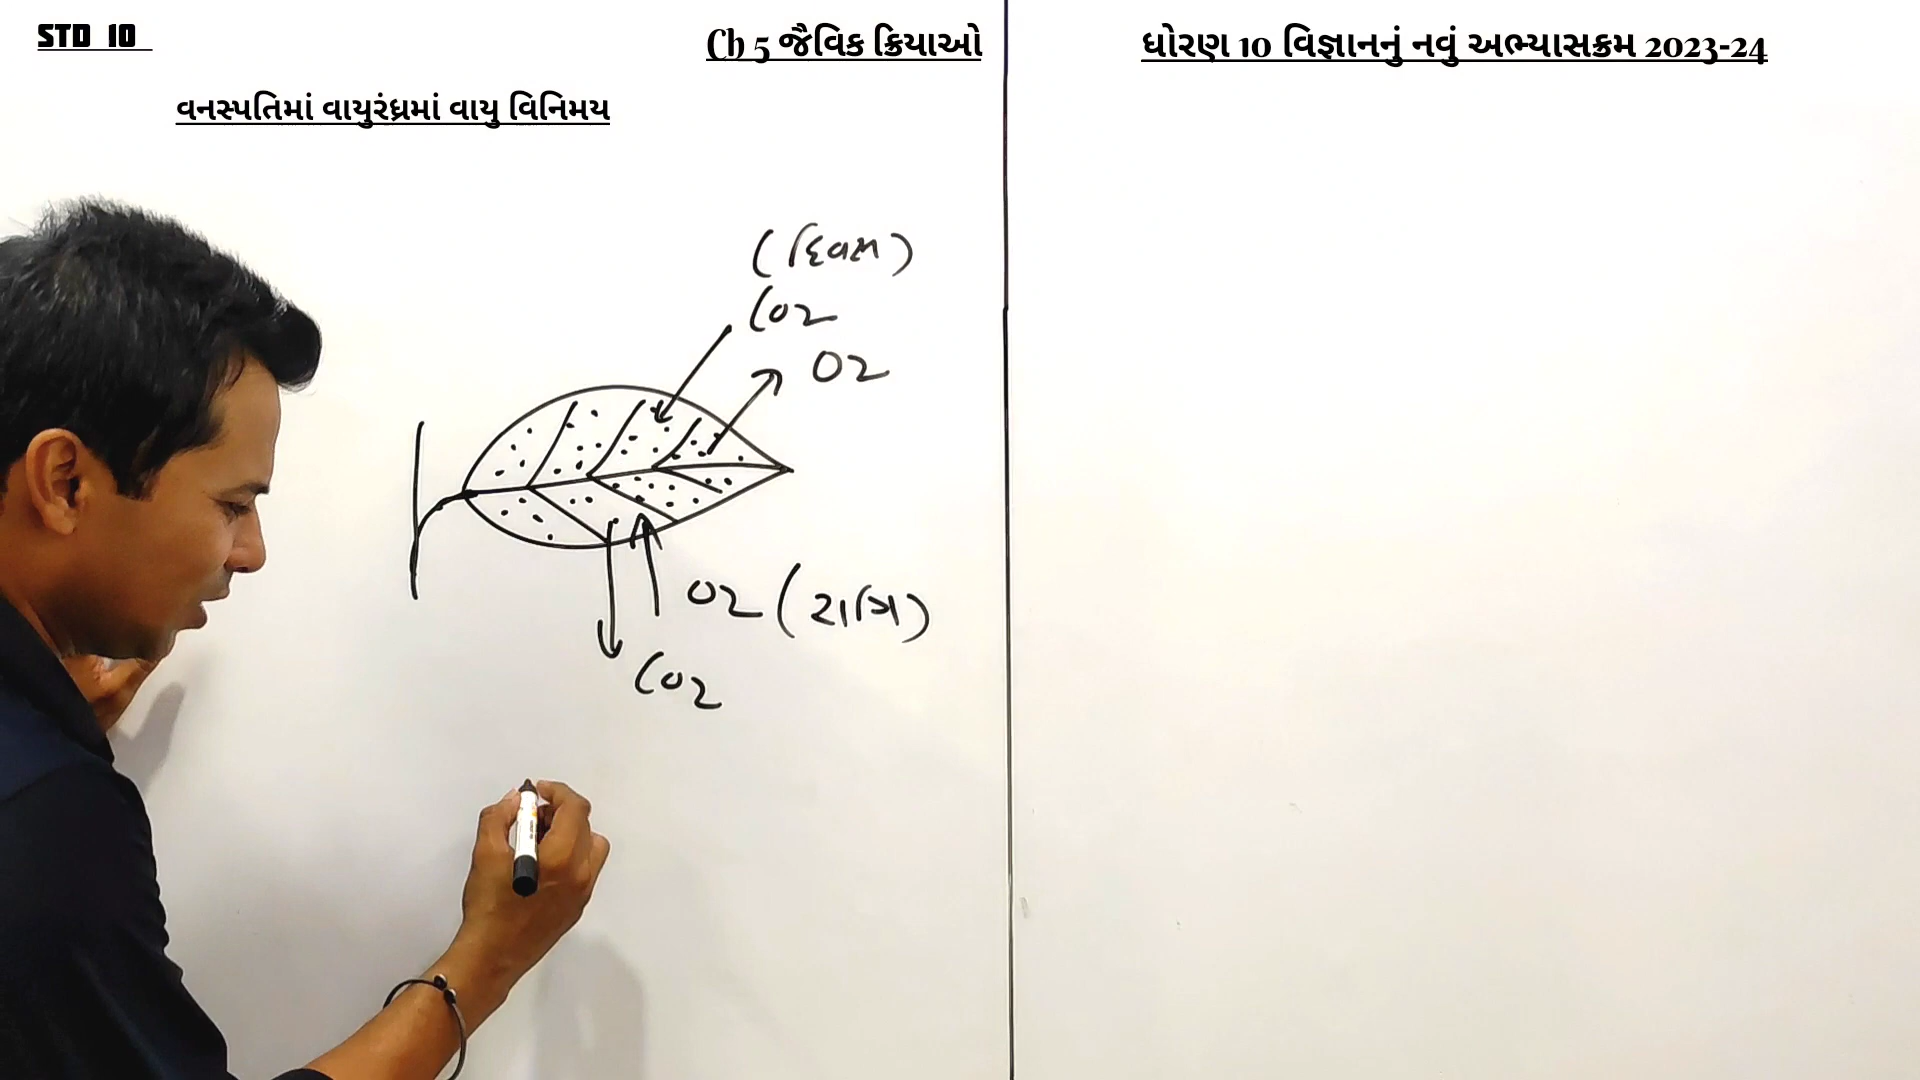 STD 10
Ch 5 જૈવિક ક્રિયાઓ
ધોરણ 10 વિજ્ઞાનનું નવું અભ્યાસક્રમ 2023-24
વનસ્પતિમાં વાયુરંધ્રમાં વાયુ વિનિમય
(દિવસ)
CO2
O2
O2 (રાત્રિ)
CO2